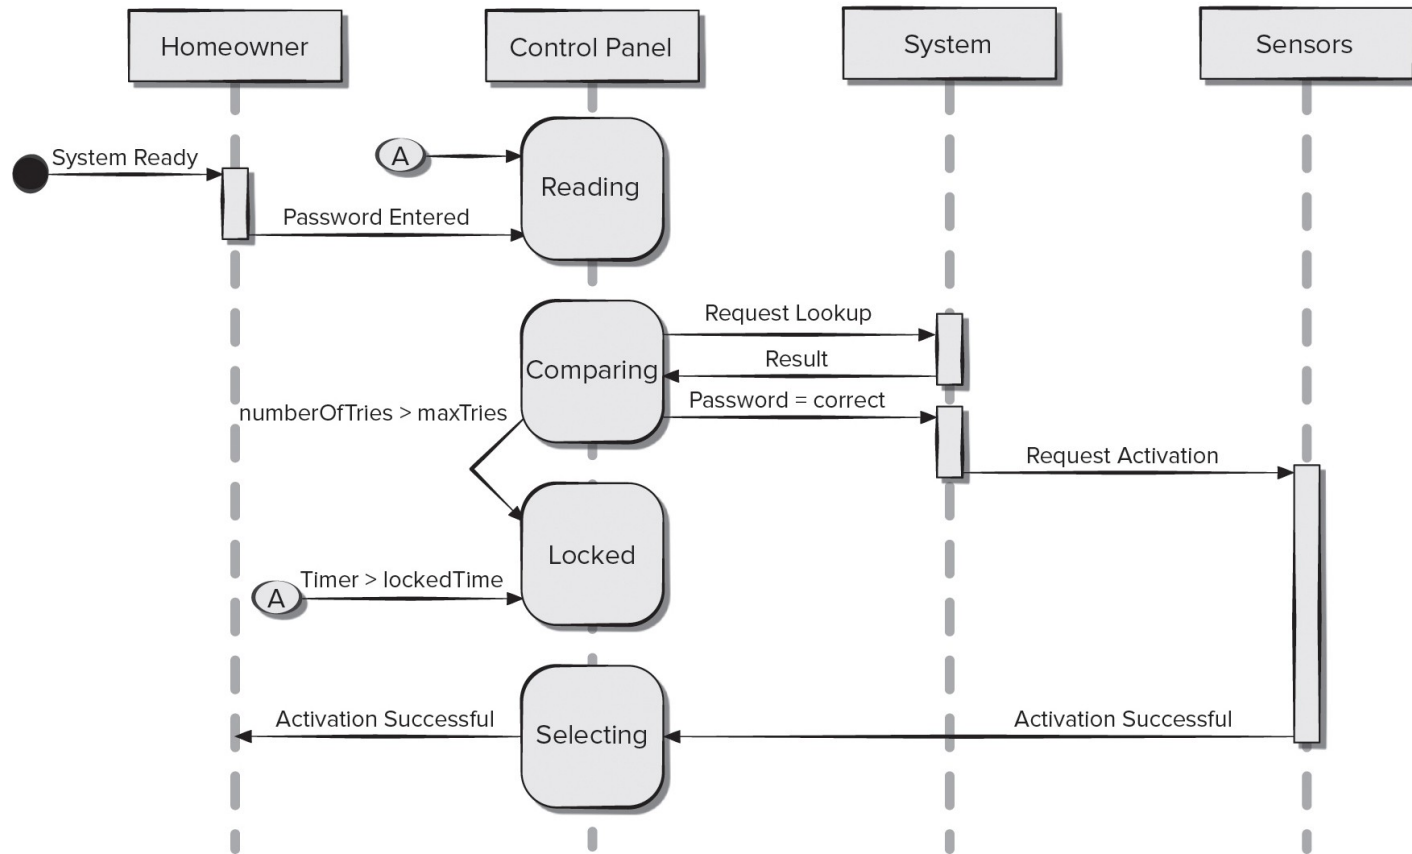 Homeowner
Control Panel
System
Sensors
System Ready
A
Reading
Password Entered
Request Lookup
Result
Comparing
Password = correct
numberOfTries > maxTries
Request Activation
Locked
Timer > lockedTime
A
Activation Successful
Selecting
Activation Successful